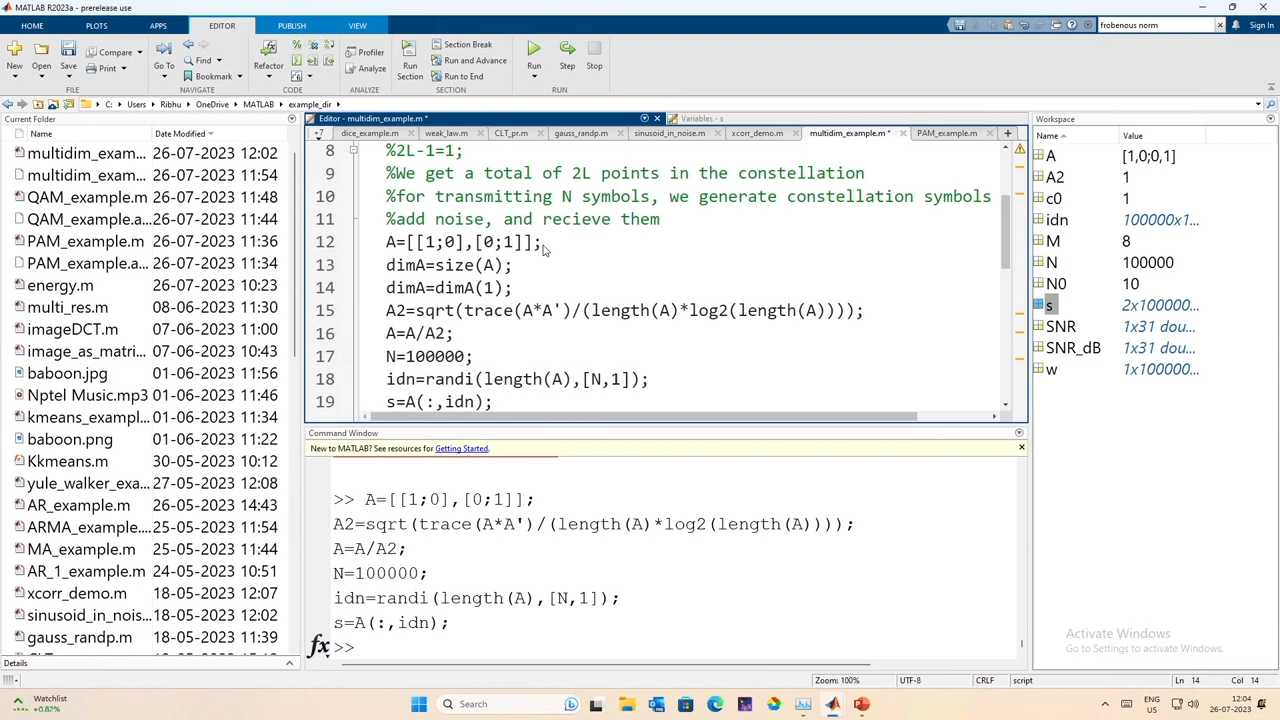 MATLAB R2023a - prerelease use
HOME PLOTS APPS EDITOR PUBLISH VIEW
frobenous norm
Sign In
New Open Save Compare Print Go To Find Bookmark Refactor Profiler Analyze Run Section Section Break Run and Advance Run to End Run Step Stop
FILE NAVIGATE CODE ANALYZE SECTION RUN
C: Users Ribhu OneDrive MATLAB example_dir
Current Folder
Name Date Modified
multidim_exam... 26-07-2023 12:02
multidim_exam... 26-07-2023 11:57
QAM_example.m 26-07-2023 11:48
QAM_example.... 26-07-2023 11:44
PAM_example.m 26-07-2023 11:36
PAM_example.... 26-07-2023 11:34
energy.m 26-07-2023 10:23
multi_res.m 07-06-2023 11:06
imageDCT.m 07-06-2023 11:00
image_as_matri... 07-06-2023 10:43
baboon.jpg 01-06-2023 11:56
Nptel Music.mp3 01-06-2023 11:46
kmeans_exampl... 01-06-2023 11:34
baboon.png 01-06-2023 11:22
Kkmeans.m 30-05-2023 10:12
yule_walker_exa... 27-05-2023 12:08
AR_example.m 26-05-2023 14:43
ARMA_example.... 25-05-2023 11:54
MA_example.m 25-05-2023 11:44
AR_1_example.m 24-05-2023 10:51
xcorr_demo.m 18-05-2023 12:07
sinusoid_in_nois... 18-05-2023 12:02
gauss_randp.m 18-05-2023 11:39
Details
Editor - multidim_example.m *
Variables - s
+7 dice_example.m weak_law.m CLT_pr.m gauss_randp.m sinusoid_in_noise.m xcorr_demo.m multidim_example.m * PAM_example.m
8 %2L-1=1;
9 %We get a total of 2L points in the constellation
10 %for transmitting N symbols, we generate constellation symbols
11 %add noise, and recieve them
12 A=[[1;0],[0;1]];
13 dimA=size(A);
14 dimA=dimA(1);
15 A2=sqrt(trace(A*A')/(length(A)*log2(length(A))));
16 A=A/A2;
17 N=100000;
18 idn=randi(length(A),[N,1]);
19 s=A(:,idn);
Command Window
New to MATLAB? See resources for Getting Started.
>> A=[[1;0],[0;1]];
A2=sqrt(trace(A*A')/(length(A)*log2(length(A))));
A=A/A2;
N=100000;
idn=randi(length(A),[N,1]);
s=A(:,idn);
fx >>
Workspace
Name Value
A [1,0;0,1]
A2 1
c0 1
idn 100000x1...
M 8
N 100000
N0 10
s 2x100000...
SNR 1x31 dou...
SNR_dB 1x31 dou...
w 1x100000...
Activate Windows
Go to Settings to activate Windows.
Zoom: 100% UTF-8 CRLF script Ln 14 Col 14
Watchlist
+0.82%
Search
ENG
US
12:04
26-07-2023